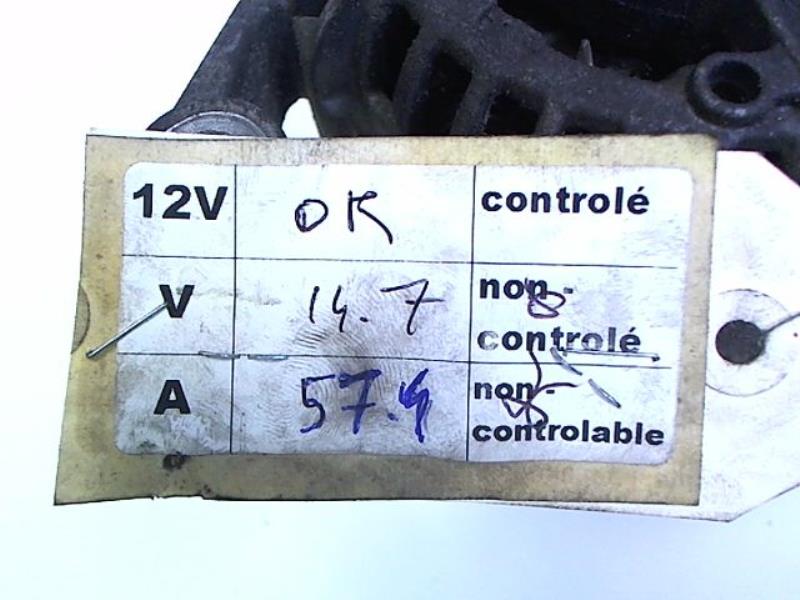 12V OK controlé
V 14.7 non-
controlé
A 57.4 non-
controlable